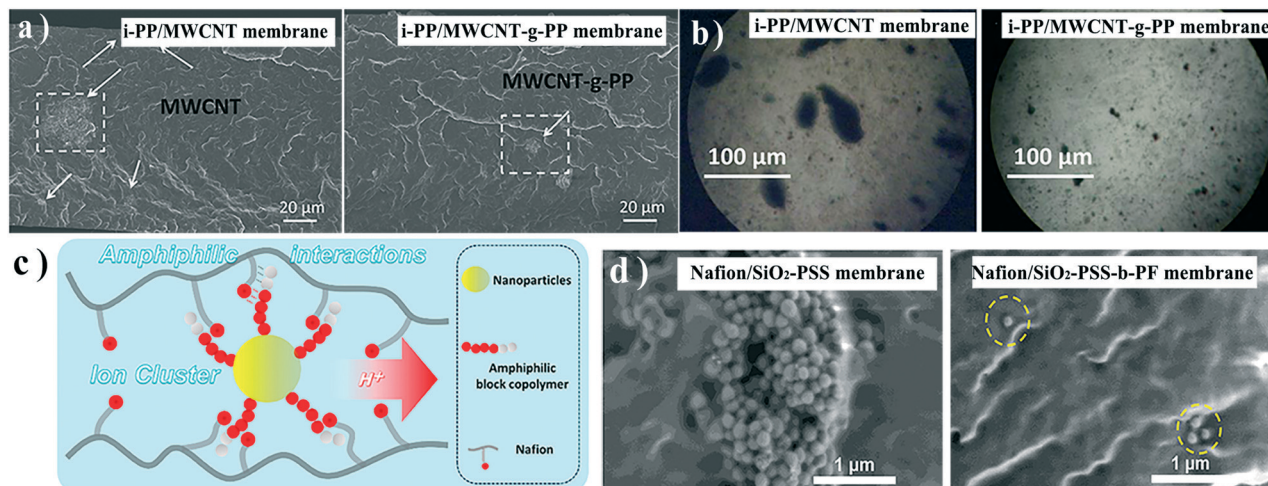 a )
i-PP/MWCNT membrane
MWCNT
20 μm
i-PP/MWCNT-g-PP membrane
MWCNT-g-PP
20 μm
b )
i-PP/MWCNT membrane
100 μm
i-PP/MWCNT-g-PP membrane
100 μm
c )
Amphiphilic interactions
Ion Cluster
H⁺
Nanoparticles
Amphiphilic
block copolymer
Nafion
d )
Nafion/SiO₂-PSS membrane
1 μm
Nafion/SiO₂-PSS-b-PF membrane
1 μm